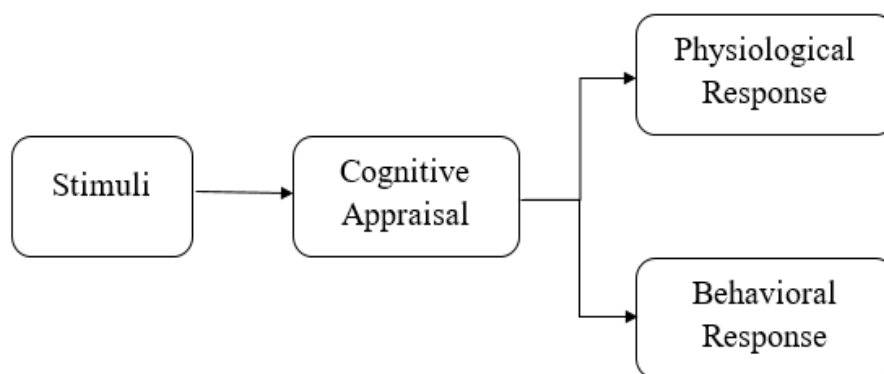 Stimuli
Cognitive
Appraisal
Physiological
Response
Behavioral
Response